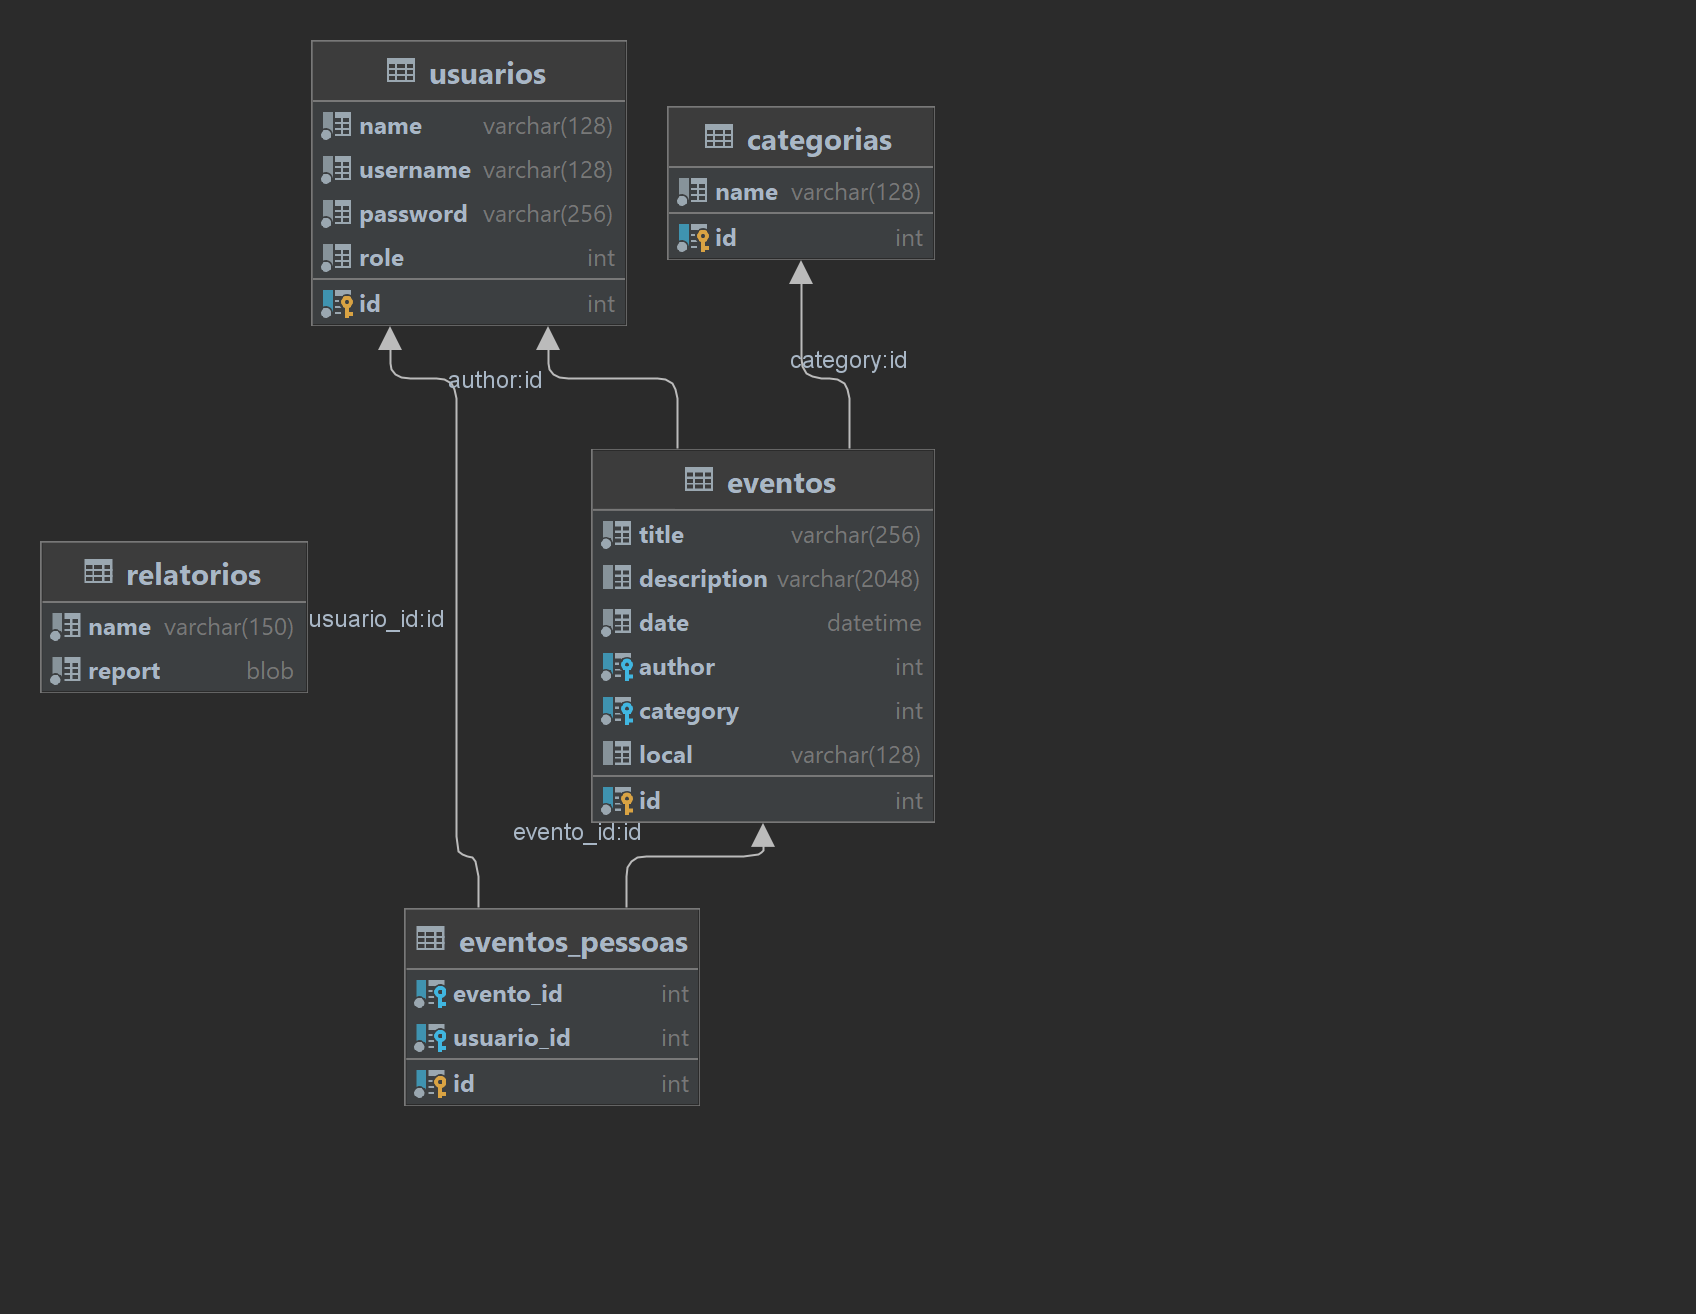 usuarios
name varchar(128)
username varchar(128)
password varchar(256)
role int
id int
categorias
name varchar(128)
id int
author:id
category:id
eventos
title varchar(256)
description varchar(2048)
date datetime
author int
category int
local varchar(128)
id int
relatorios
name varchar(150)
report blob
usuario_id:id
evento_id:id
eventos_pessoas
evento_id int
usuario_id int
id int